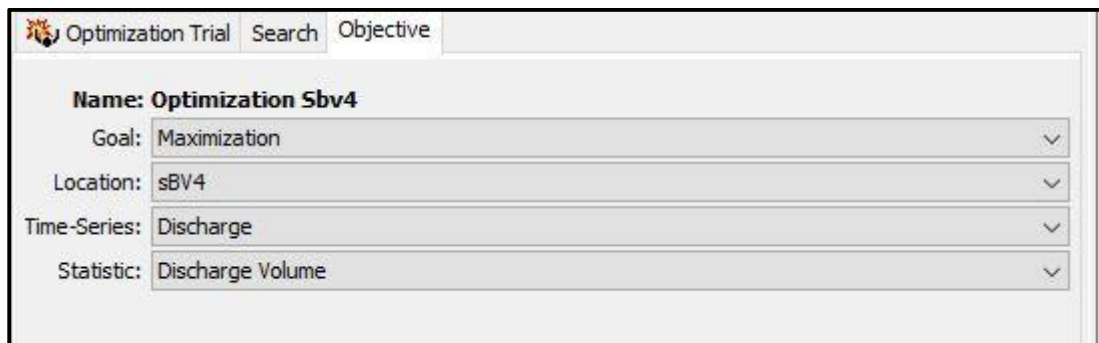 Optimization Trial Search Objective
Name: Optimization Sbv4
Goal: Maximization
Location: sBV4
Time-Series: Discharge
Statistic: Discharge Volume